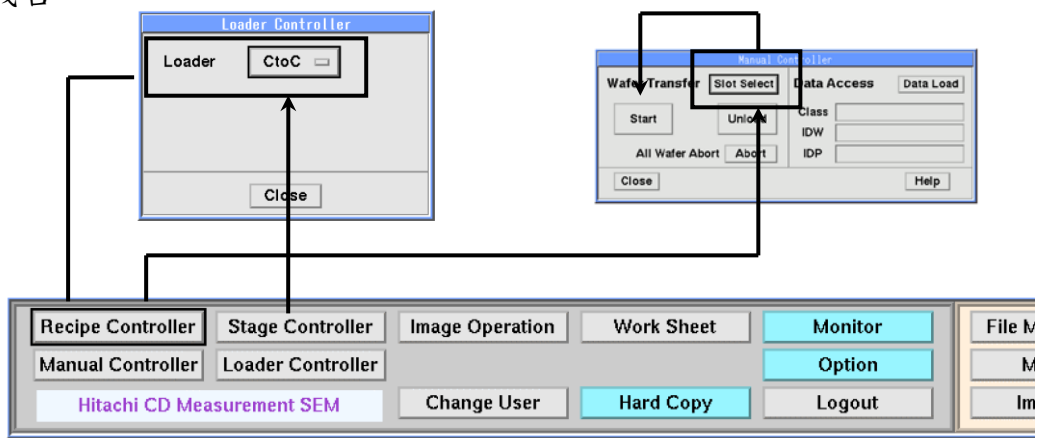 Loader Controller
Loader CtoC
Close
Manual Controller
Wafer Transfer Slot Select Data Access Data Load
Start Unload Class
IDW
All Wafer Abort Abort IDP
Close Help
Recipe Controller Stage Controller Image Operation Work Sheet Monitor File M
Manual Controller Loader Controller Option M
Hitachi CD Measurement SEM Change User Hard Copy Logout Im